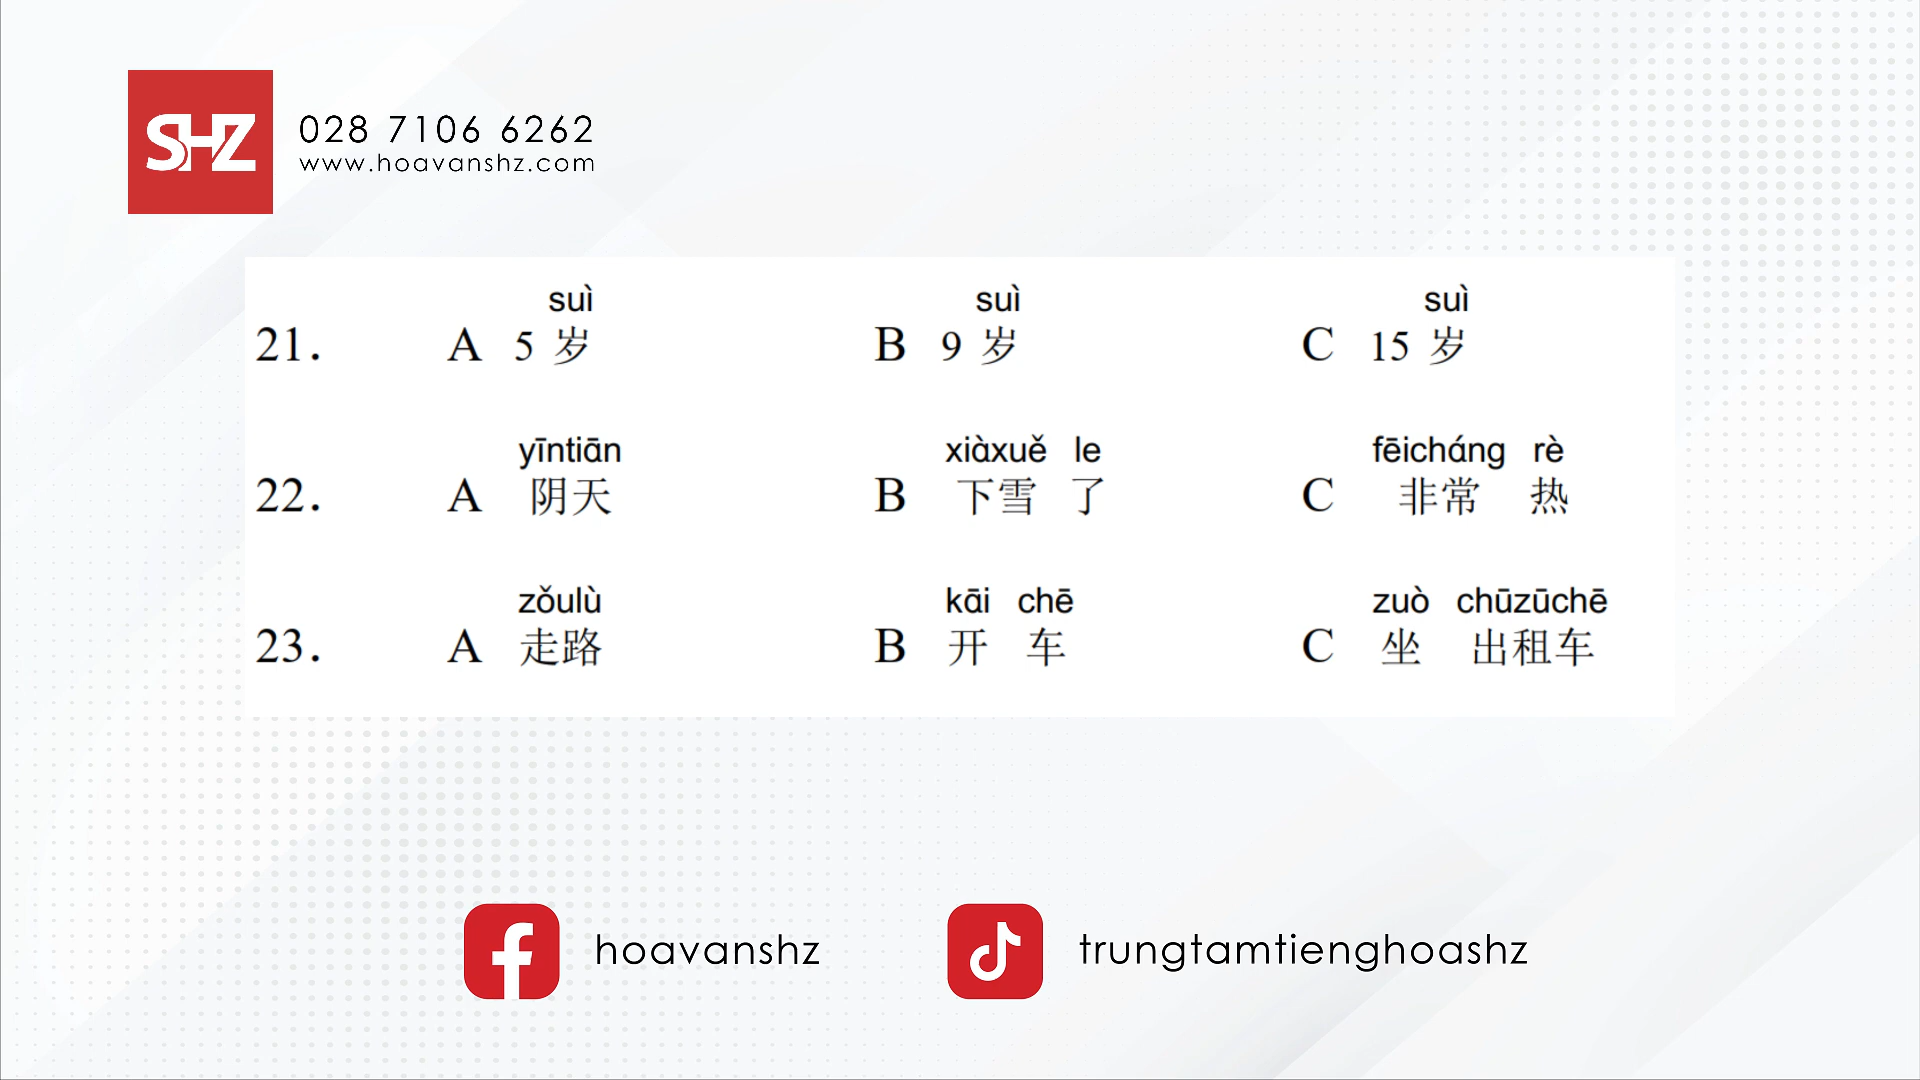 SHZ
028 7106 6262
www.hoavanshz.com
suì suì suì
21. A 5 岁 B 9 岁 C 15 岁
yīntiān xiàxuě le fēicháng rè
22. A 阴天 B 下雪 了 C 非常 热
zǒulù kāi chē zuò chūzūchē
23. A 走路 B 开 车 C 坐 出租车
hoavanshz
trungtamtienghoashz